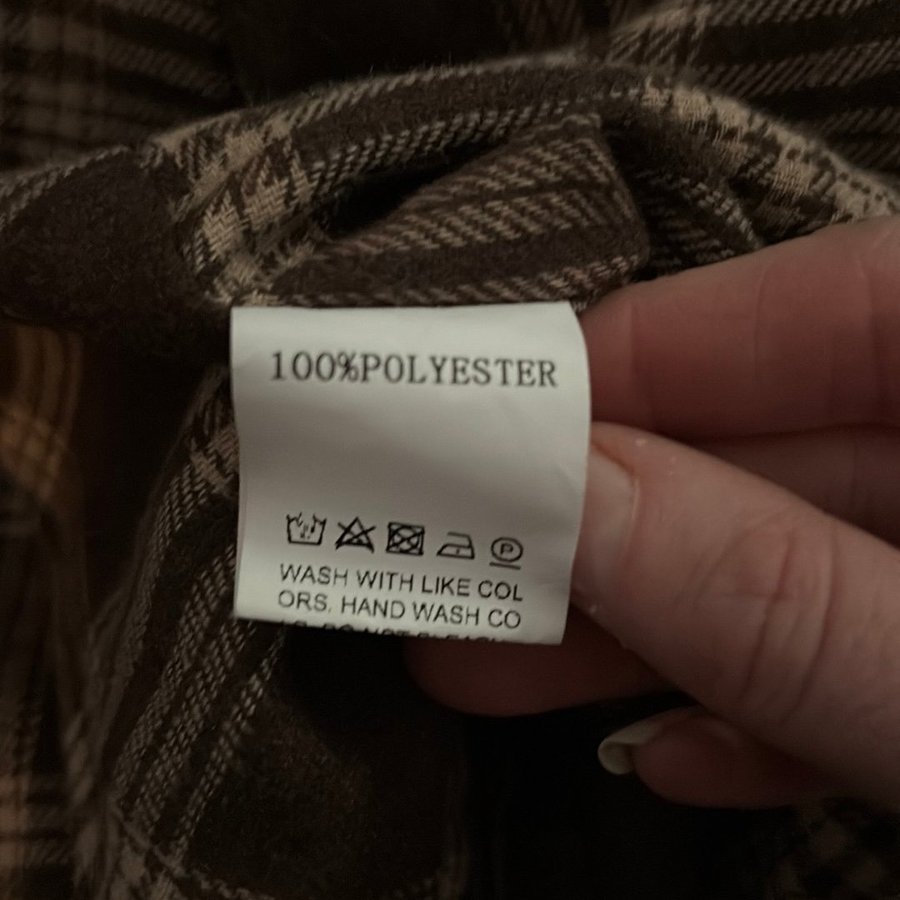 100%POLYESTER
P
WASH WITH LIKE COL
ORS. HAND WASH CO